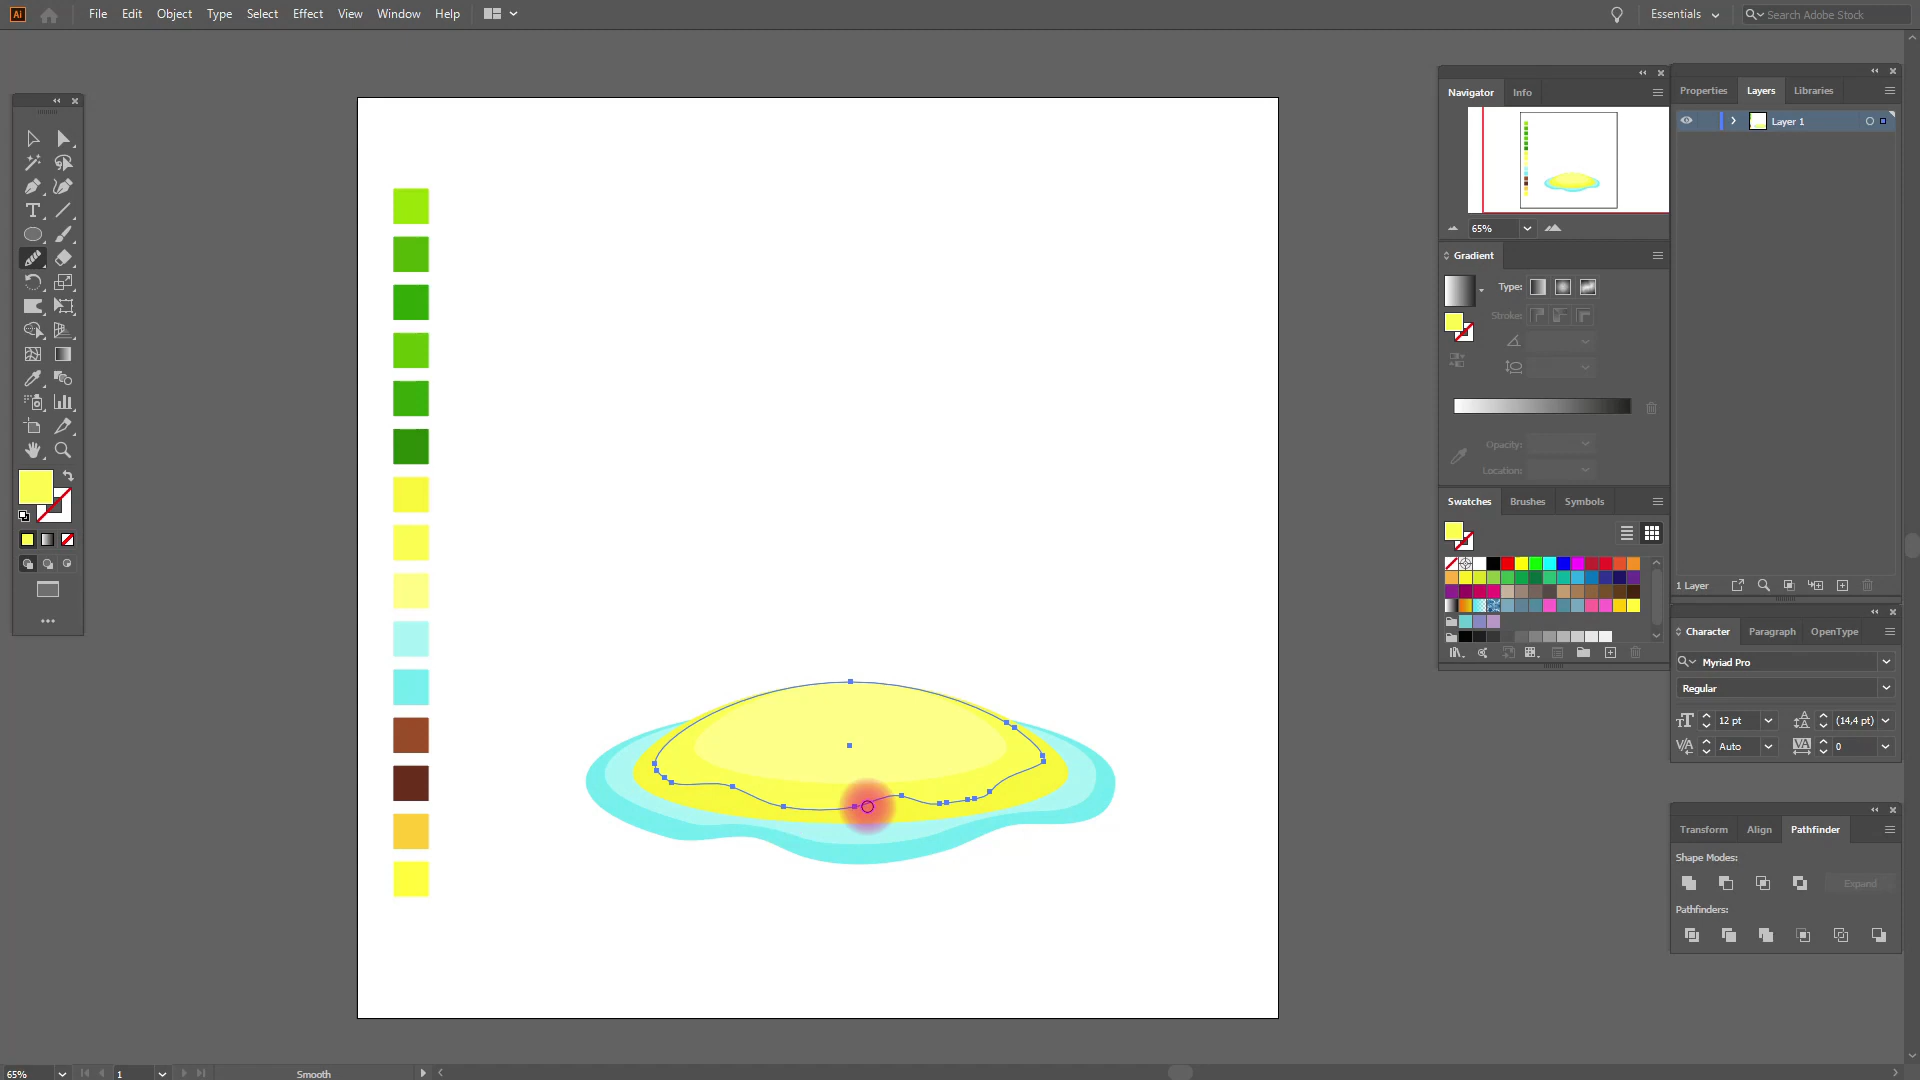 Ai File Edit Object Type Select Effect View Window Help Essentials Search Adobe Stock
Navigator Info
Properties Layers Libraries
Layer 1
65%
Gradient
Type:
Stroke:
Opacity:
Location:
Swatches Brushes Symbols
1 Layer
Character Paragraph OpenType
Myriad Pro
Regular
12 pt (14,4 pt)
Auto 0
Transform Align Pathfinder
Shape Modes:
Expand
Pathfinders:
65% 1 Smooth